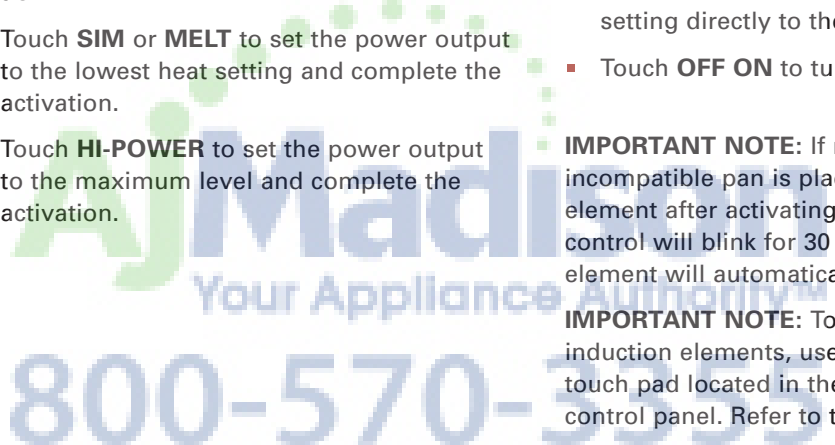 Touch SIM or MELT to set the power output
to the lowest heat setting and complete the
activation.
Touch HI-POWER to set the power output
to the maximum level and complete the
activation.
setting directly to the
Touch OFF ON to tu
IMPORTANT NOTE: If
incompatible pan is plac
element after activating
control will blink for 30
element will automatica
IMPORTANT NOTE: To
induction elements, use
touch pad located in the
control panel. Refer to t
AjMadison
Your Appliance Authority™
800-570-3355